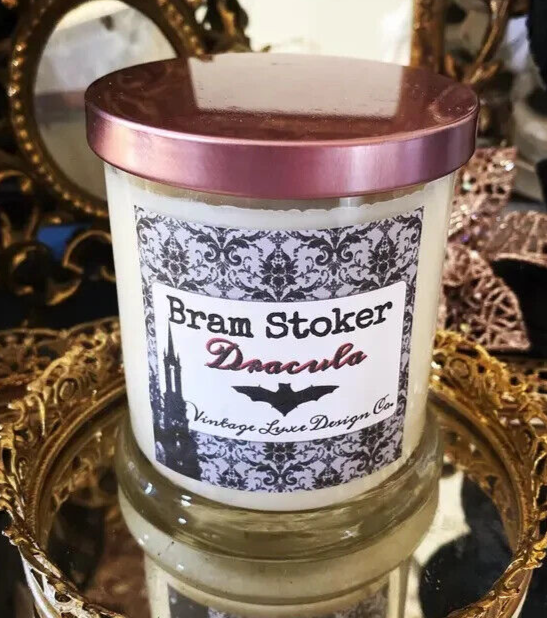 Bram Stoker
Dracula
Vintage Luxe Design Co.